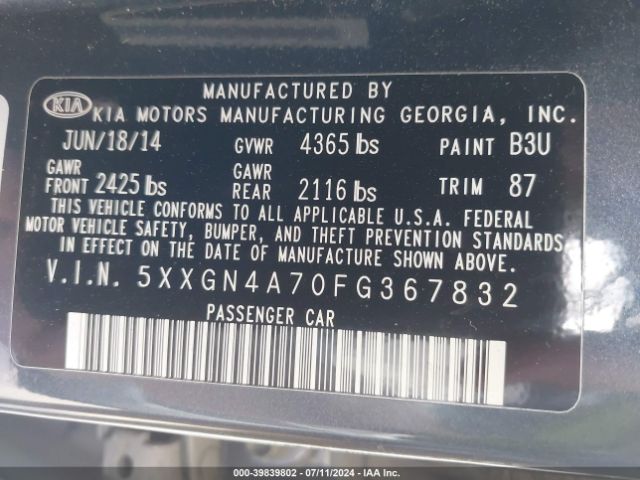 MANUFACTURED BY
KIA KIA MOTORS MANUFACTURING GEORGIA, INC.
JUN/18/14 GVWR 4365 lbs PAINT B3U
GAWR FRONT 2425 lbs GAWR REAR 2116 lbs TRIM 87
THIS VEHICLE CONFORMS TO ALL APPLICABLE U.S.A. FEDERAL
MOTOR VEHICLE SAFETY, BUMPER, AND THEFT PREVENTION STANDARDS
IN EFFECT ON THE DATE OF MANUFACTURE SHOWN ABOVE.
V.I.N. 5XXGN4A70FG367832
PASSENGER CAR
000-39839802 - 07/11/2024 - IAA Inc.